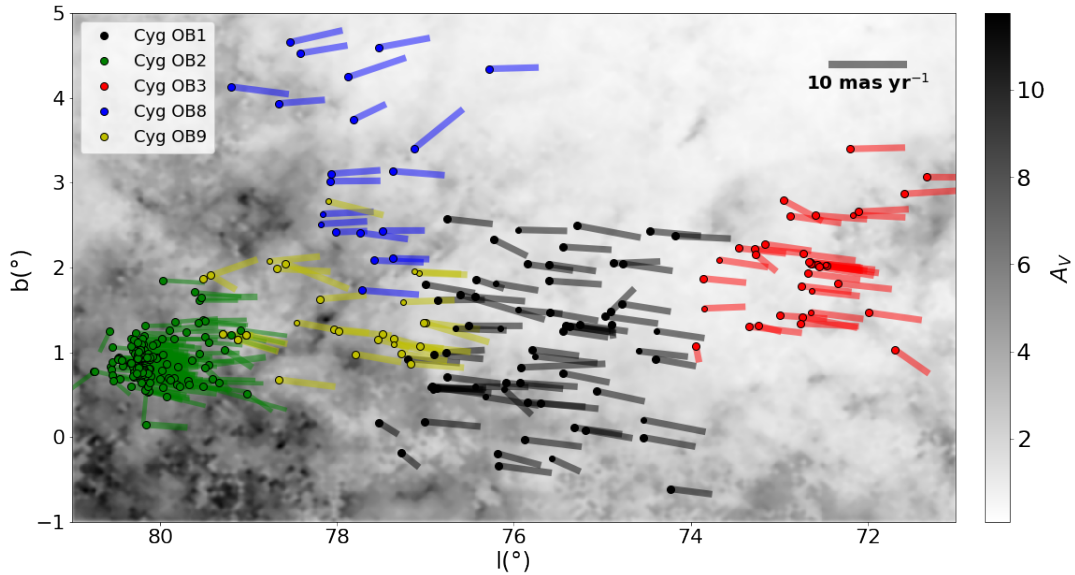 5
4
3
2
1
0
−1
b(°)
Cyg OB1
Cyg OB2
Cyg OB3
Cyg OB8
Cyg OB9
10 mas yr⁻¹
80
78
76
74
72
l(°)
10
8
6
4
2
A_V